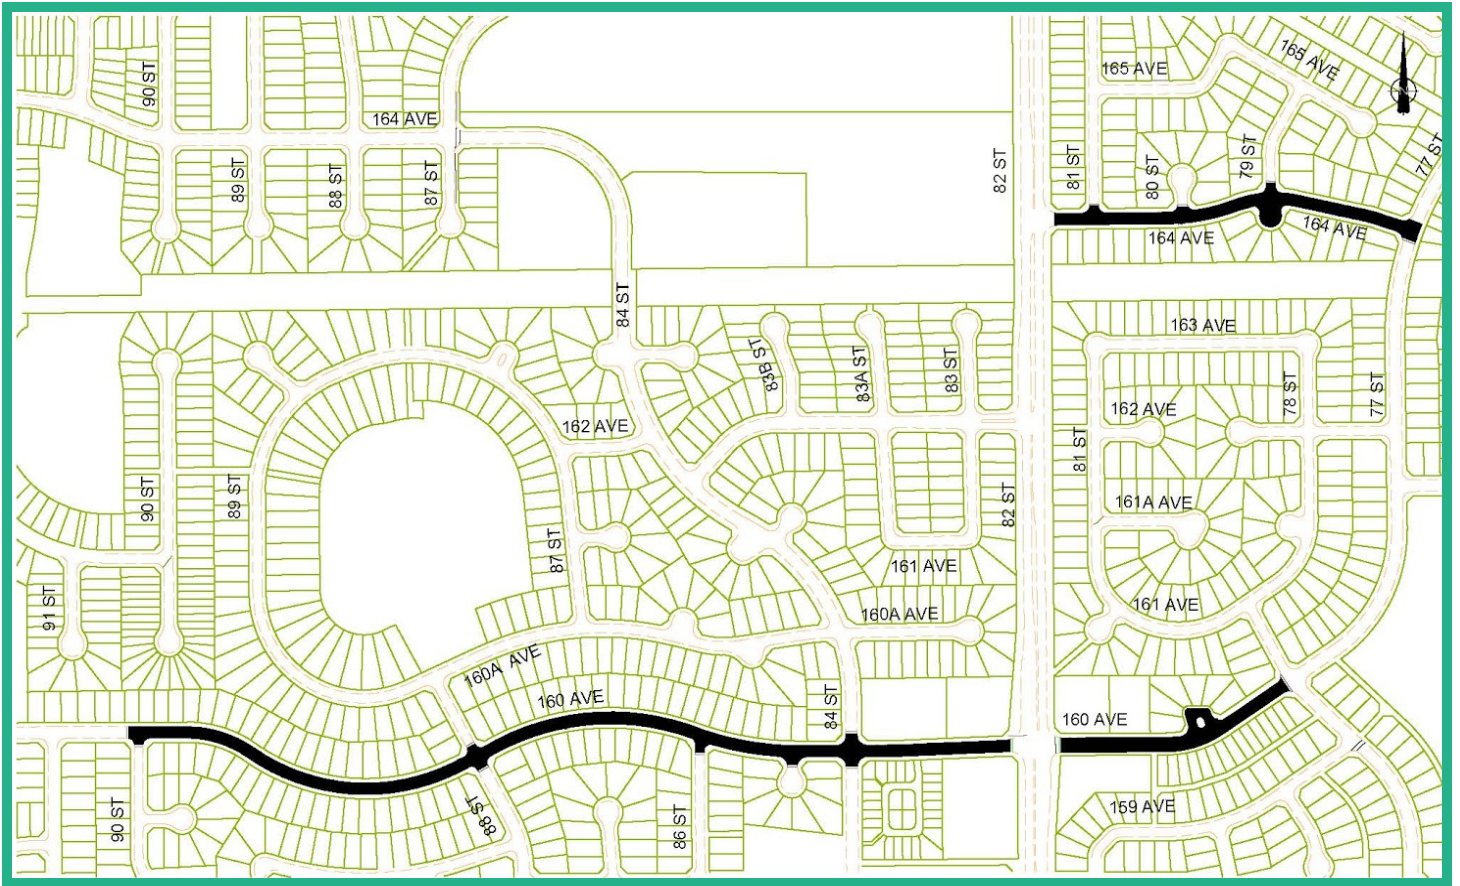 165 AVE
165 AVE
90 ST
164 AVE
77 ST
79 ST
81 ST
80 ST
82 ST
89 ST
88 ST
87 ST
164 AVE
164 AVE
84 ST
163 AVE
83B ST
83A ST
83 ST
78 ST
77 ST
162 AVE
162 AVE
81 ST
90 ST
89 ST
82 ST
161A AVE
87 ST
161 AVE
91 ST
161 AVE
160A AVE
160A AVE
160 AVE
84 ST
160 AVE
90 ST
88 ST
86 ST
159 AVE